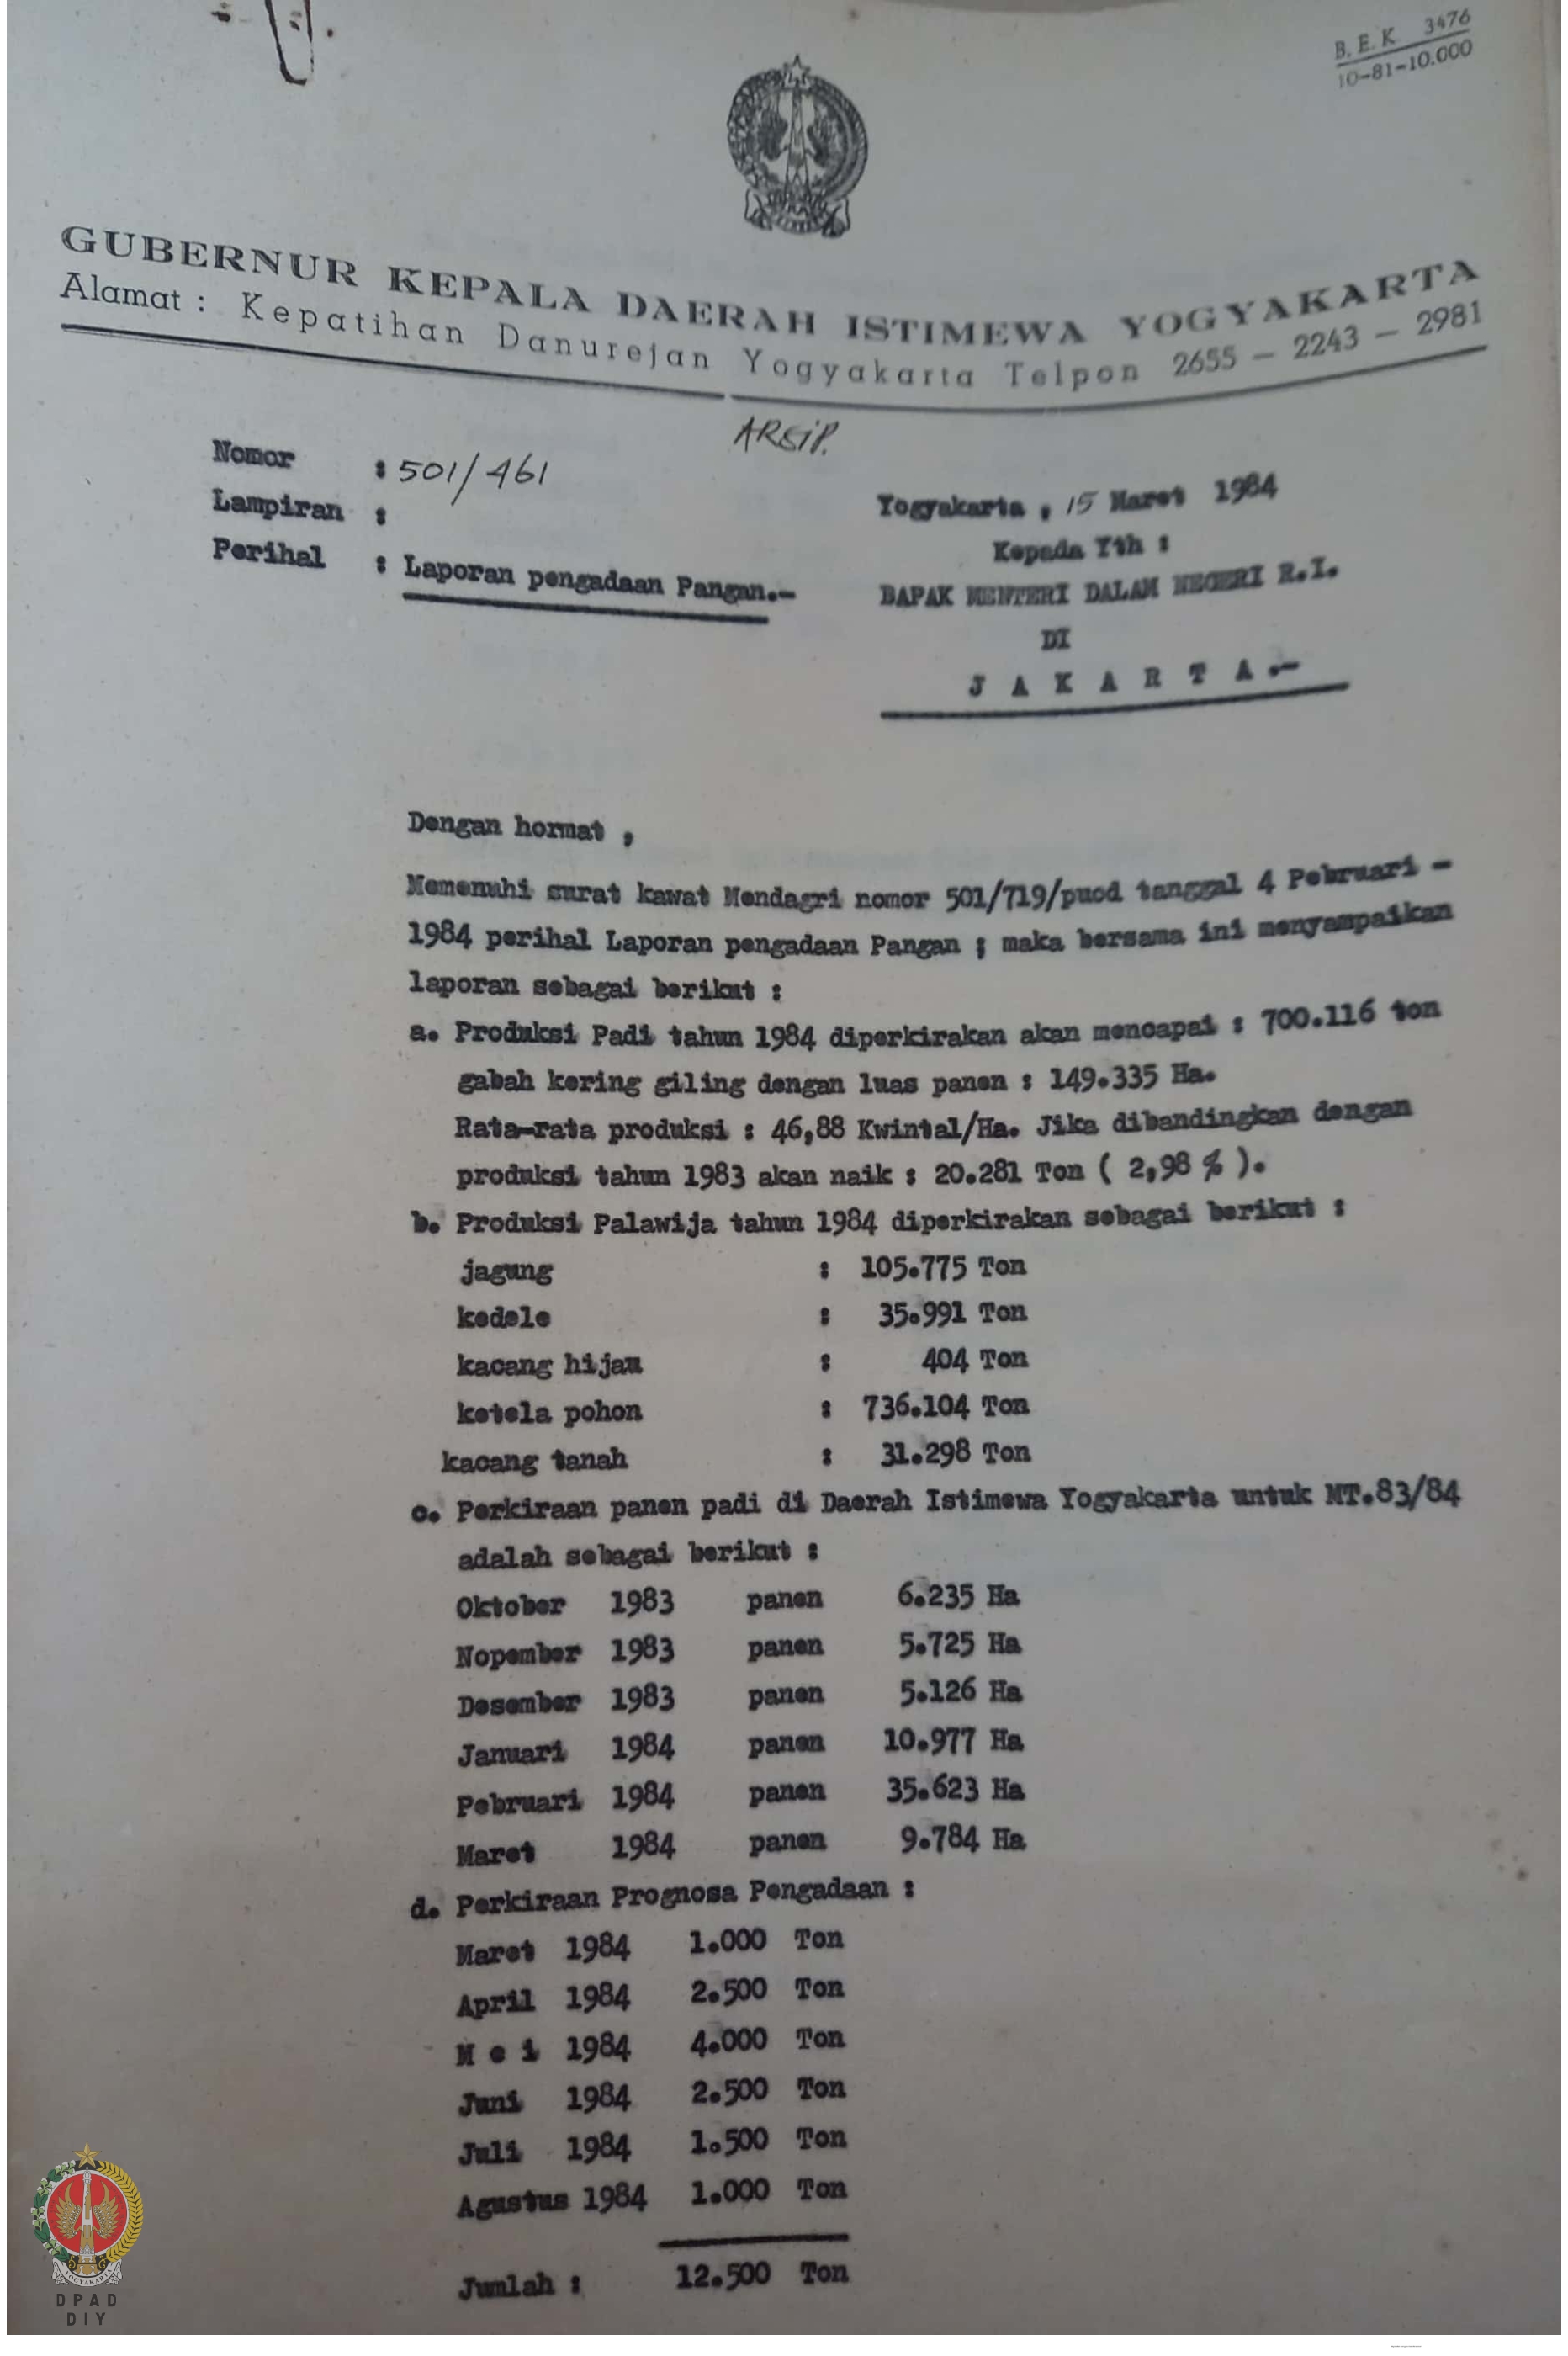 B. E. K 3476
10-81-10.000
GUBERNUR KEPALA DAERAH ISTIMEWA YOGYAKARTA
Alamat : Kepatihan Danurejan Yogyakarta Telpon 2655 — 2243 — 2981
ARSiP.
Nomor : 501/461
Lampiran :
Perihal : Laporan pengadaan Pangan.-
Yogyakarta , 15 Maret 1984
Kepada Yth :
BAPAK MENTERI DALAM NEGERI R.I.
DI
J A K A R T A.-
Dengan hormat ,
Memenuhi surat kawat Mendagri nomor 501/719/puod tanggal 4 Pebruari -
1984 perihal Laporan pengadaan Pangan ; maka bersama ini menyampaikan
laporan sebagai berikut :
a. Produksi Padi tahun 1984 diperkirakan akan mencapai : 700.116 ton
gabah kering giling dengan luas panen : 149.335 Ha.
Rata-rata produksi : 46,88 Kwintal/Ha. Jika dibandingkan dengan
produksi tahun 1983 akan naik : 20.281 Ton ( 2,98 % ).
b. Produksi Palawija tahun 1984 diperkirakan sebagai berikut :
jagung : 105.775 Ton
kedele : 35.991 Ton
kacang hijau : 404 Ton
ketela pohon : 736.104 Ton
kacang tanah : 31.298 Ton
c. Perkiraan panen padi di Daerah Istimewa Yogyakarta untuk MT.83/84
adalah sebagai berikut :
Oktober 1983 panen 6.235 Ha
Nopember 1983 panen 5.725 Ha
Desember 1983 panen 5.126 Ha
Januari 1984 panen 10.977 Ha
Pebruari 1984 panen 35.623 Ha
Maret 1984 panen 9.784 Ha
d. Perkiraan Prognosa Pengadaan :
Maret 1984 1.000 Ton
April 1984 2.500 Ton
M e i 1984 4.000 Ton
Juni 1984 2.500 Ton
Juli 1984 1.500 Ton
Agustus 1984 1.000 Ton
Jumlah : 12.500 Ton
YOGYAKARTA
DPAD
DIY